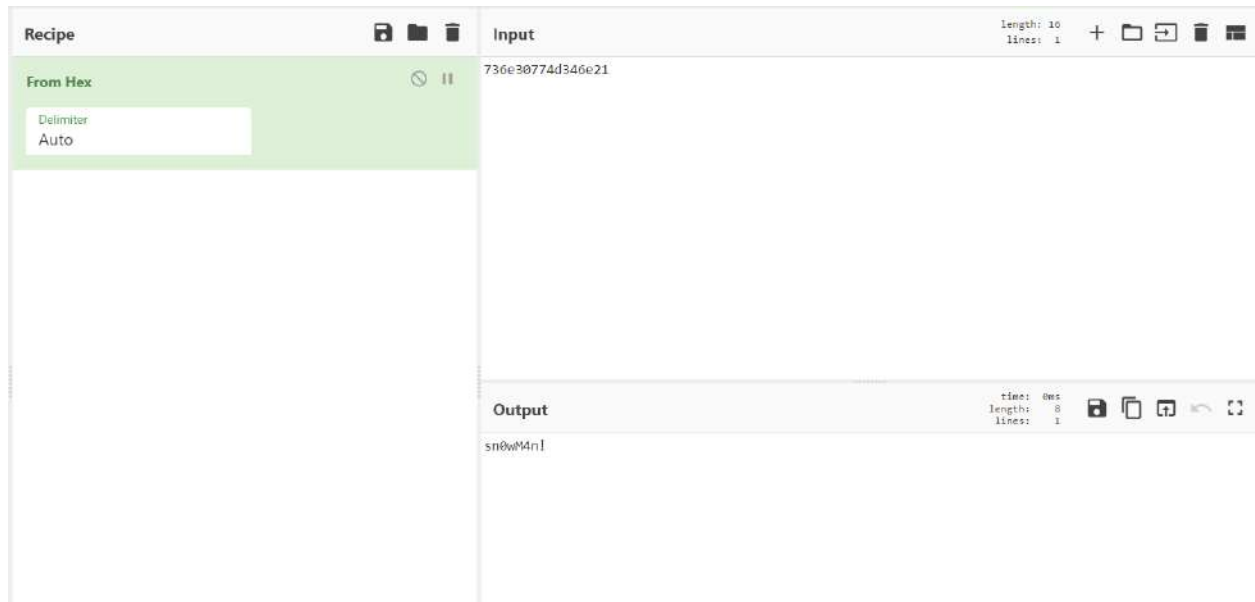 Recipe
Input
length: 16
lines: 1
From Hex
736e30774d346e21
Delimiter
Auto
Output
time: 0ms
length: 8
lines: 1
sn0wM4n!